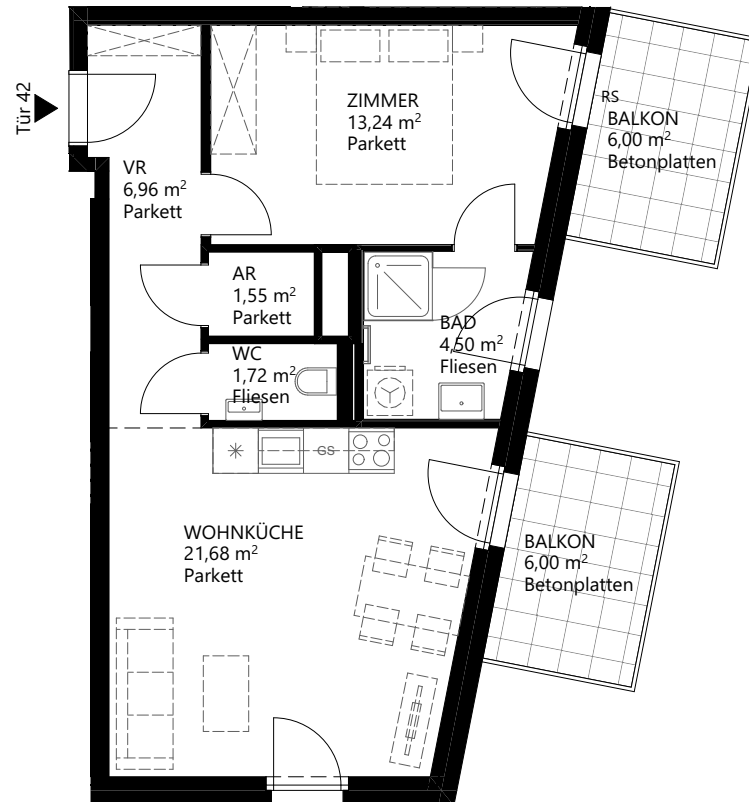 Tür 42
ZIMMER
13,24 m²
Parkett
RS
BALKON
6,00 m²
Betonplatten
VR
6,96 m²
Parkett
AR
1,55 m²
Parkett
BAD
4,50 m²
Fliesen
WC
1,72 m²
Fliesen
GS
WOHNKÜCHE
21,68 m²
Parkett
BALKON
6,00 m²
Betonplatten